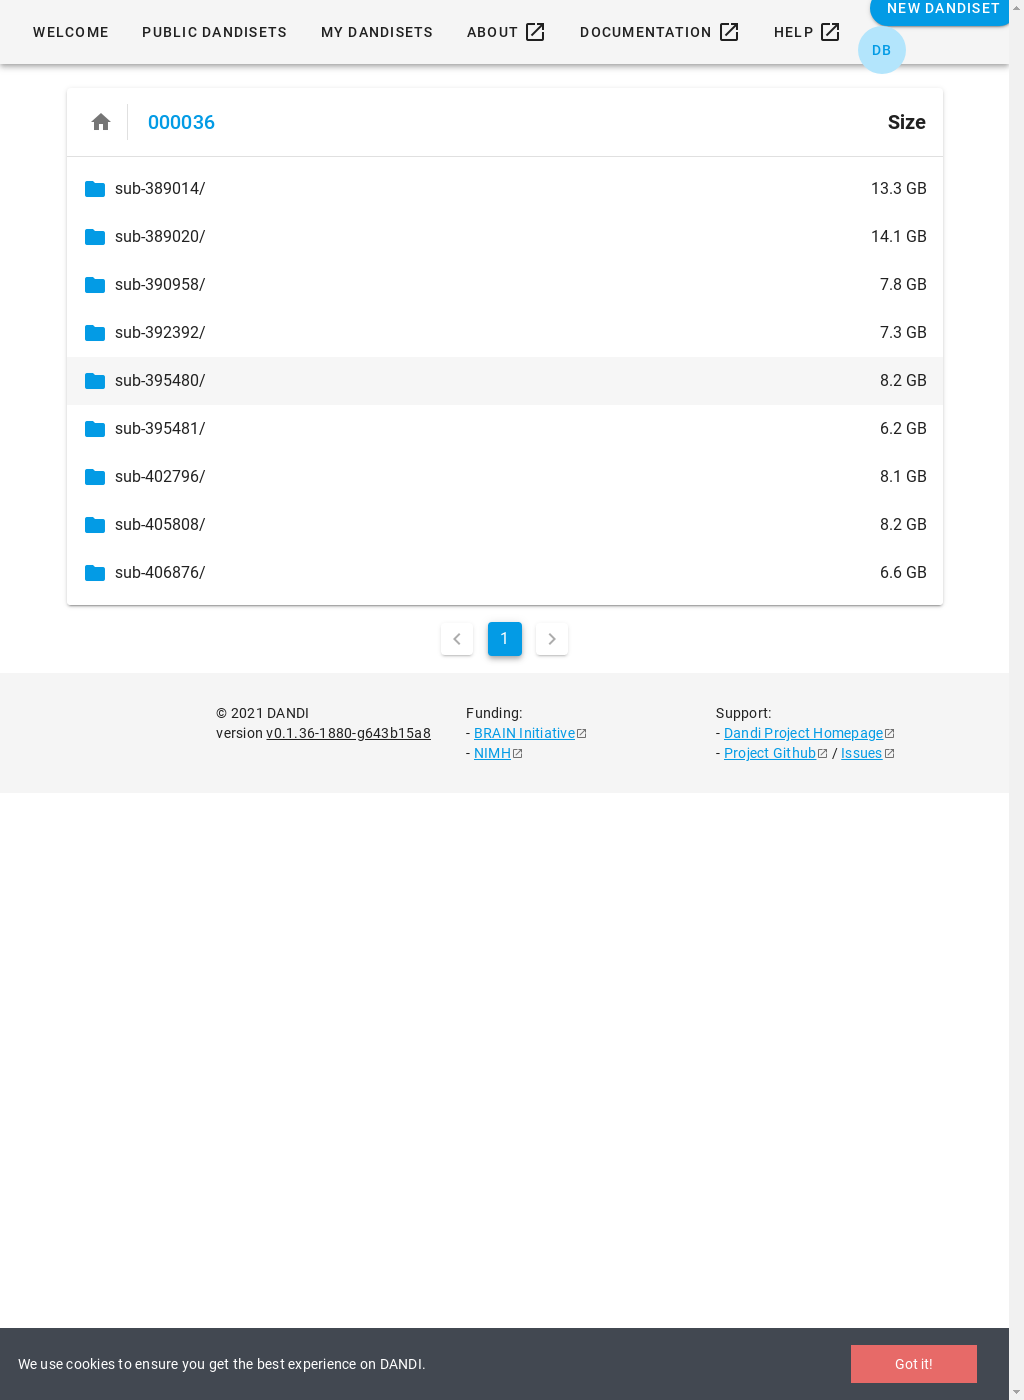 NEW DANDISET
WELCOME PUBLIC DANDISETS MY DANDISETS ABOUT DOCUMENTATION HELP
DB
000036 Size
sub-389014/ 13.3 GB
sub-389020/ 14.1 GB
sub-390958/ 7.8 GB
sub-392392/ 7.3 GB
sub-395480/ 8.2 GB
sub-395481/ 6.2 GB
sub-402796/ 8.1 GB
sub-405808/ 8.2 GB
sub-406876/ 6.6 GB
1
© 2021 DANDI
version v0.1.36-1880-g643b15a8
Funding:
- BRAIN Initiative
- NIMH
Support:
- Dandi Project Homepage
- Project Github / Issues
We use cookies to ensure you get the best experience on DANDI.
Got it!